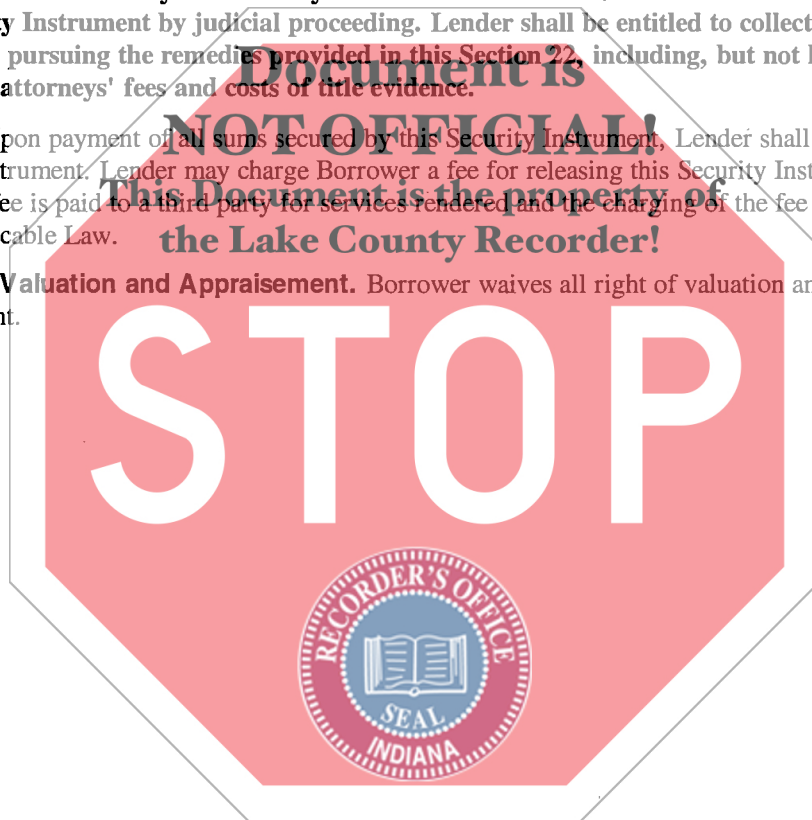 y Instrument by judicial proceeding. Lender shall be entitled to collect
pursuing the remedies provided in this Section 22, including, but not
attorneys' fees and costs of title evidence.
Document is
NOT OFFICIAL!
This Document is the property of
the Lake County Recorder!
pon payment of all sums secured by this Security Instrument, Lender shall
trument. Lender may charge Borrower a fee for releasing this Security Inst
ee is paid to a third party for services rendered and the charging of the fee
cable Law.
Valuation and Appraisement. Borrower waives all right of valuation an
nt.
STOP
RECORDER'S OFFICE
SEAL
INDIANA